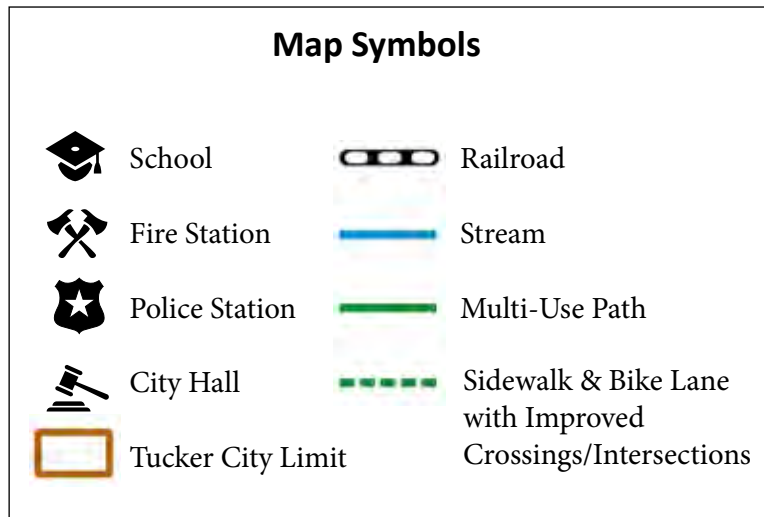 Map Symbols
School
Fire Station
Police Station
City Hall
Tucker City Limit
Railroad
Stream
Multi-Use Path
Sidewalk & Bike Lane
with Improved
Crossings/Intersections